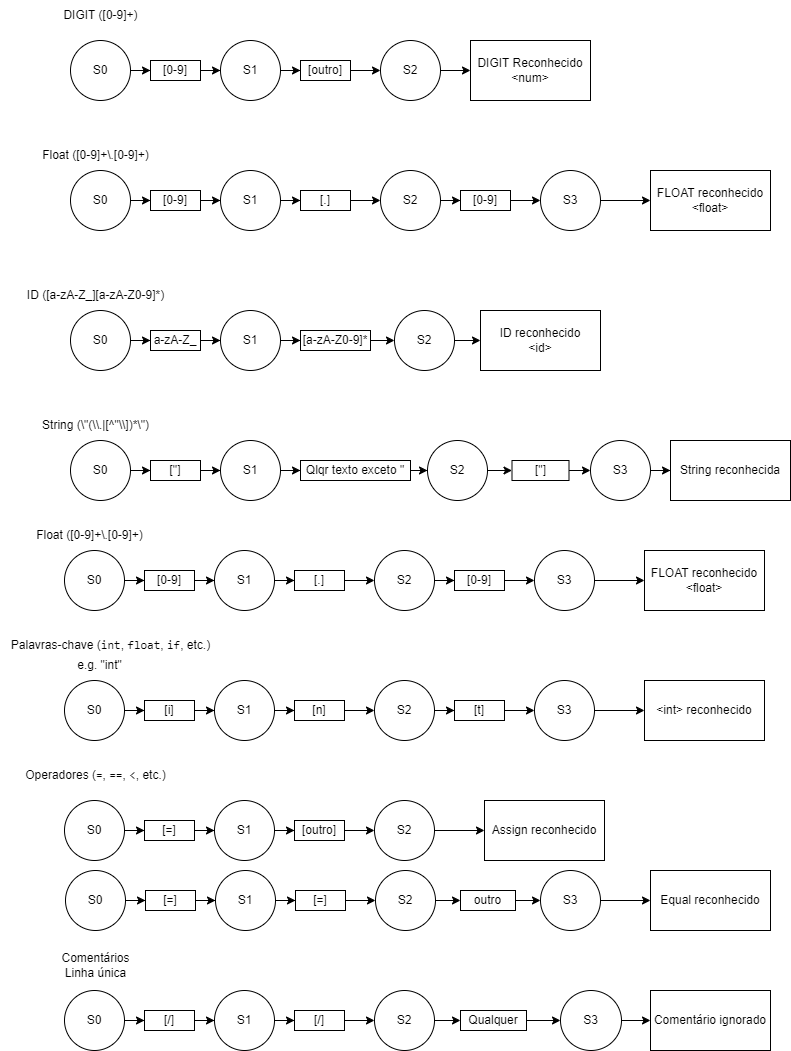 DIGIT ([0-9]+)
S0 [0-9] S1 [outro] S2 DIGIT Reconhecido
<num>
Float ([0-9]+\.[0-9]+)
S0 [0-9] S1 [.] S2 [0-9] S3 FLOAT reconhecido
<float>
ID ([a-zA-Z_][a-zA-Z0-9]*)
S0 a-zA-Z_ S1 [a-zA-Z0-9]* S2 ID reconhecido
<id>
String (\"(\\.|[^"\\])*\")
S0 ["] S1 Qlqr texto exceto " S2 ["] S3 String reconhecida
Float ([0-9]+\.[0-9]+)
S0 [0-9] S1 [.] S2 [0-9] S3 FLOAT reconhecido
<float>
Palavras-chave (int, float, if, etc.)
e.g. "int"
S0 [i] S1 [n] S2 [t] S3 <int> reconhecido
Operadores (=, ==, <, etc.)
S0 [=] S1 [outro] S2 Assign reconhecido
S0 [=] S1 [=] S2 outro S3 Equal reconhecido
Comentários
Linha única
S0 [/] S1 [/] S2 Qualquer S3 Comentário ignorado